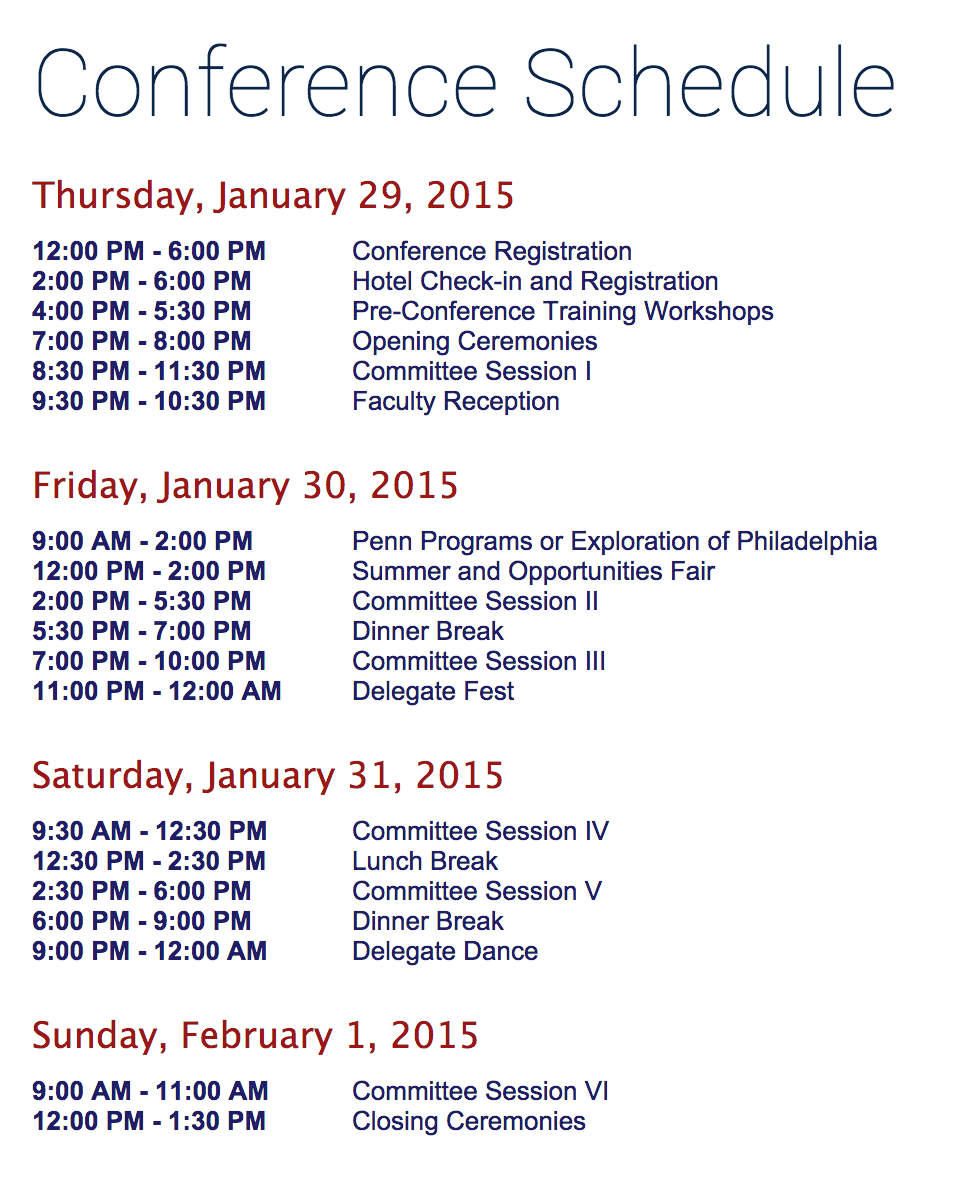 Conference Schedule
Thursday, January 29, 2015
12:00 PM - 6:00 PM Conference Registration
2:00 PM - 6:00 PM Hotel Check-in and Registration
4:00 PM - 5:30 PM Pre-Conference Training Workshops
7:00 PM - 8:00 PM Opening Ceremonies
8:30 PM - 11:30 PM Committee Session I
9:30 PM - 10:30 PM Faculty Reception
Friday, January 30, 2015
9:00 AM - 2:00 PM Penn Programs or Exploration of Philadelphia
12:00 PM - 2:00 PM Summer and Opportunities Fair
2:00 PM - 5:30 PM Committee Session II
5:30 PM - 7:00 PM Dinner Break
7:00 PM - 10:00 PM Committee Session III
11:00 PM - 12:00 AM Delegate Fest
Saturday, January 31, 2015
9:30 AM - 12:30 PM Committee Session IV
12:30 PM - 2:30 PM Lunch Break
2:30 PM - 6:00 PM Committee Session V
6:00 PM - 9:00 PM Dinner Break
9:00 PM - 12:00 AM Delegate Dance
Sunday, February 1, 2015
9:00 AM - 11:00 AM Committee Session VI
12:00 PM - 1:30 PM Closing Ceremonies